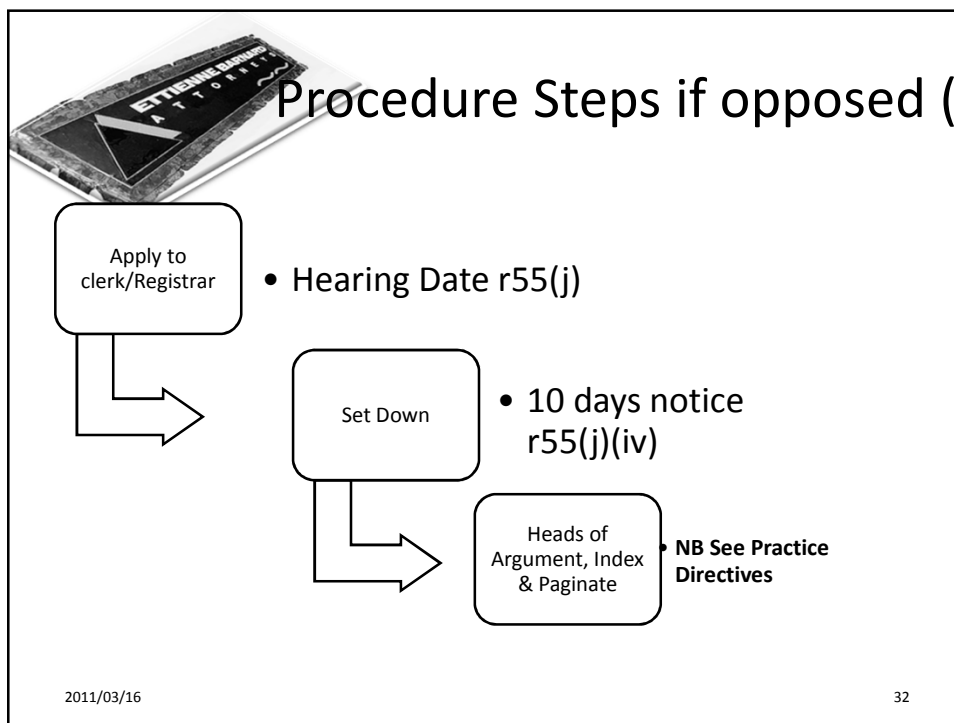 ETTIENNE BARNARD
ATTORNEYS
Procedure Steps if opposed (
Apply to
clerk/Registrar
• Hearing Date r55(j)
Set Down
• 10 days notice
r55(j)(iv)
Heads of
Argument, Index
& Paginate
• NB See Practice
Directives
2011/03/16
32